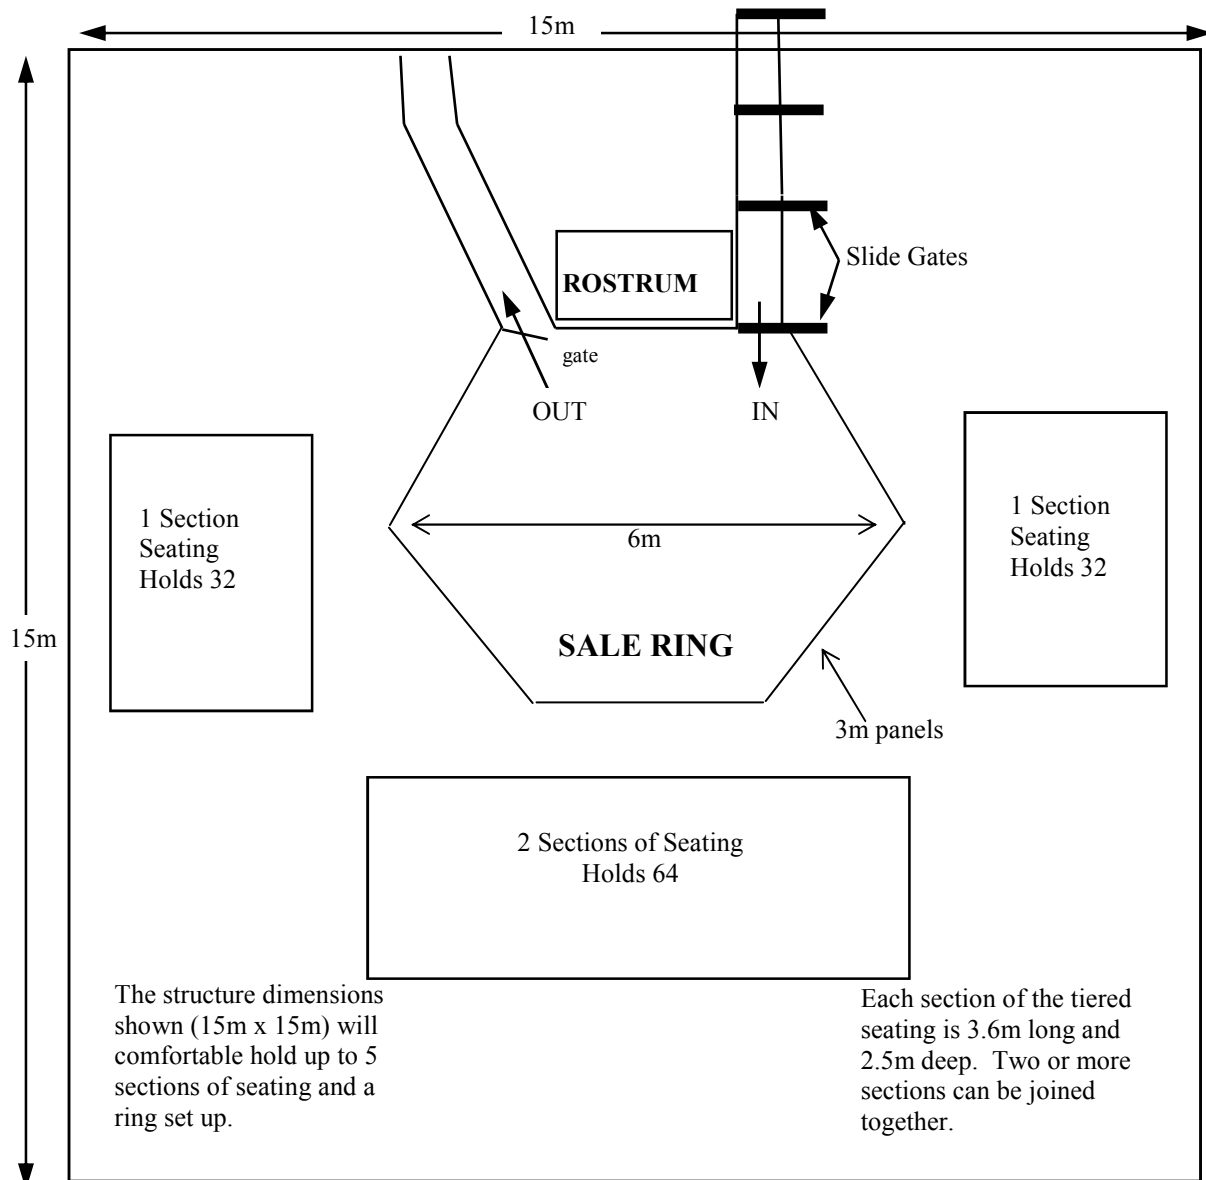 15m
Slide Gates
ROSTRUM
gate
OUT
IN
1 Section
Seating
Holds 32
6m
1 Section
Seating
Holds 32
15m
SALE RING
3m panels
2 Sections of Seating
Holds 64
The structure dimensions
shown (15m x 15m) will
comfortable hold up to 5
sections of seating and a
ring set up.
Each section of the tiered
seating is 3.6m long and
2.5m deep.  Two or more
sections can be joined
together.